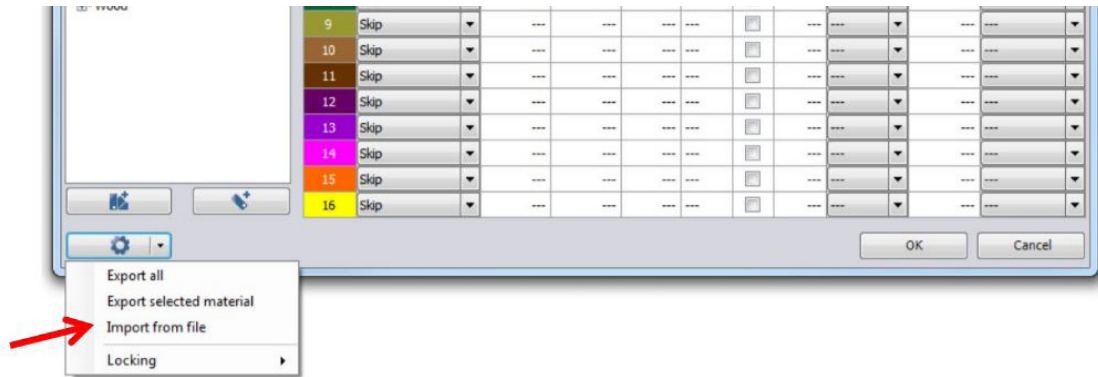 Wood
9 Skip --- --- --- --- --- --- --- ---
10 Skip --- --- --- --- --- --- --- ---
11 Skip --- --- --- --- --- --- --- ---
12 Skip --- --- --- --- --- --- --- ---
13 Skip --- --- --- --- --- --- --- ---
14 Skip --- --- --- --- --- --- --- ---
15 Skip --- --- --- --- --- --- --- ---
16 Skip --- --- --- --- --- --- --- ---
OK Cancel
Export all
Export selected material
Import from file
Locking